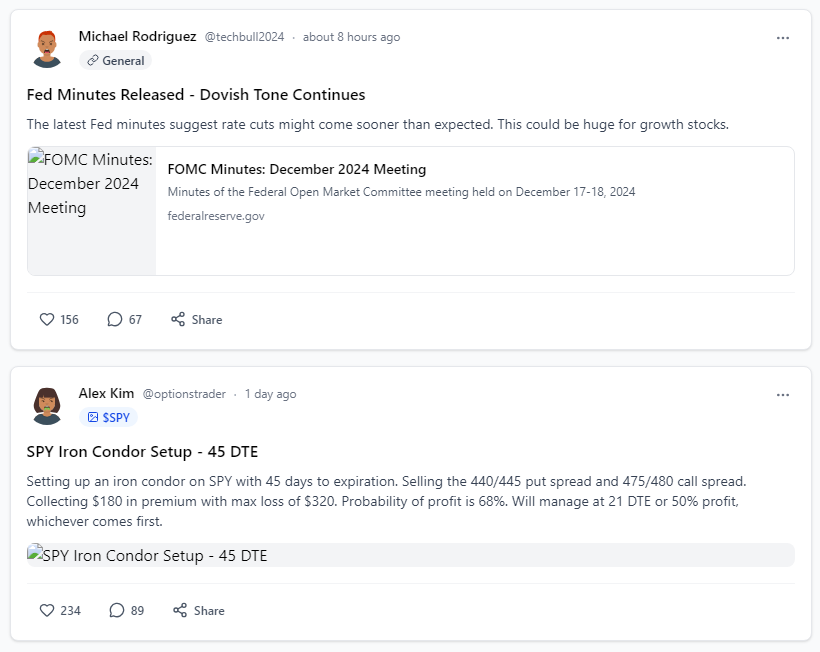 Michael Rodriguez @techbull2024 · about 8 hours ago
General
Fed Minutes Released - Dovish Tone Continues
The latest Fed minutes suggest rate cuts might come sooner than expected. This could be huge for growth stocks.
FOMC Minutes:
December 2024
Meeting
FOMC Minutes: December 2024 Meeting
Minutes of the Federal Open Market Committee meeting held on December 17-18, 2024
federalreserve.gov
156 67 Share
Alex Kim @optionstrader · 1 day ago
$SPY
SPY Iron Condor Setup - 45 DTE
Setting up an iron condor on SPY with 45 days to expiration. Selling the 440/445 put spread and 475/480 call spread.
Collecting $180 in premium with max loss of $320. Probability of profit is 68%. Will manage at 21 DTE or 50% profit,
whichever comes first.
SPY Iron Condor Setup - 45 DTE
234 89 Share